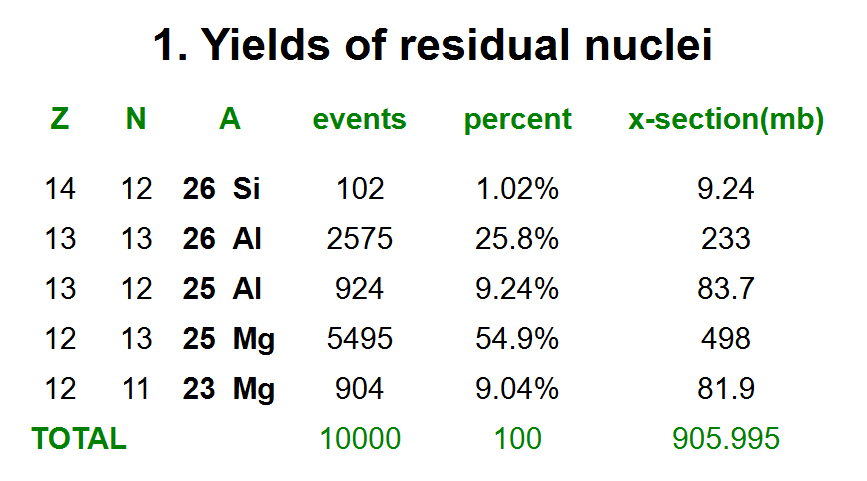 1. Yields of residual nuclei
Z N A events percent x-section(mb)
14 12 26 Si 102 1.02% 9.24
13 13 26 Al 2575 25.8% 233
13 12 25 Al 924 9.24% 83.7
12 13 25 Mg 5495 54.9% 498
12 11 23 Mg 904 9.04% 81.9
TOTAL 10000 100 905.995